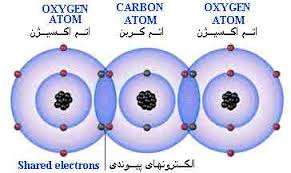 OXYGEN ATOM
CARBON ATOM
OXYGEN ATOM
اتم اکسیژن
اتم کربن
اتم اکسیژن
Shared electrons
الکترونهای پیوندی